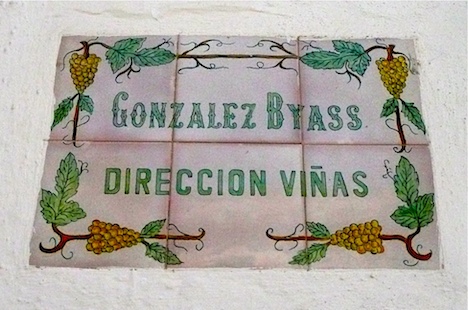 GONZALEZ BYASS
DIRECCION VIÑAS